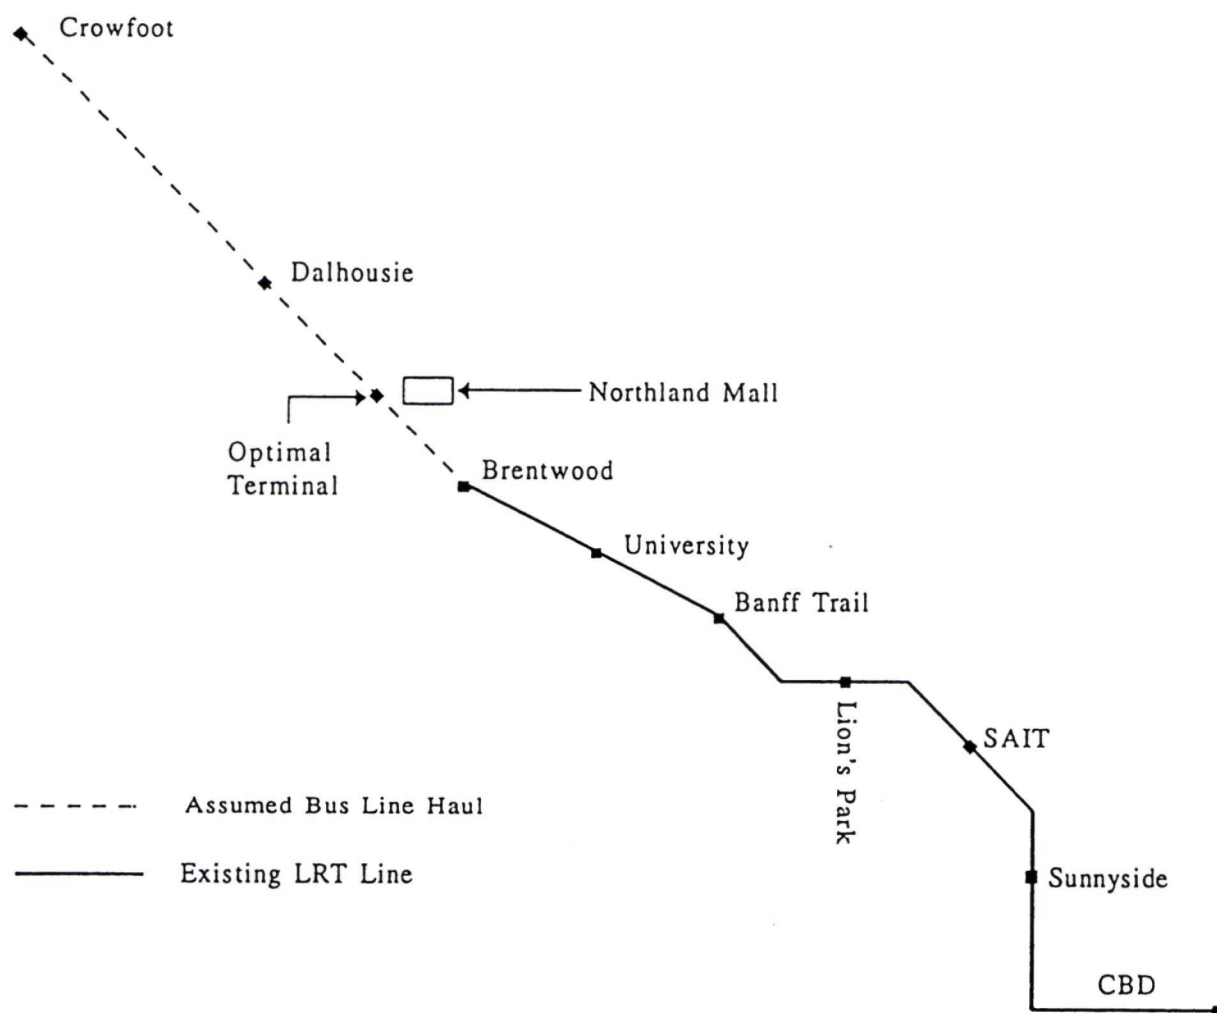 Crowfoot
Dalhousie
Northland Mall
Optimal
Terminal
Brentwood
University
Banff Trail
Lion's Park
SAIT
Assumed Bus Line Haul
Existing LRT Line
Sunnyside
CBD